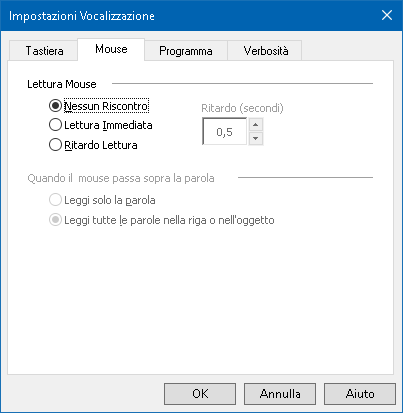 Impostazioni Vocalizzazione
Tastiera Mouse Programma Verbosità
Lettura Mouse
Nessun Riscontro Ritardo (secondi)
Lettura Immediata 0,5
Ritardo Lettura
Quando il mouse passa sopra la parola
Leggi solo la parola
Leggi tutte le parole nella riga o nell'oggetto
OK Annulla Aiuto